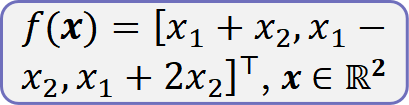 f(x) = [x₁ + x₂, x₁ −
x₂, x₁ + 2x₂]ᵀ, x ∈ ℝ²